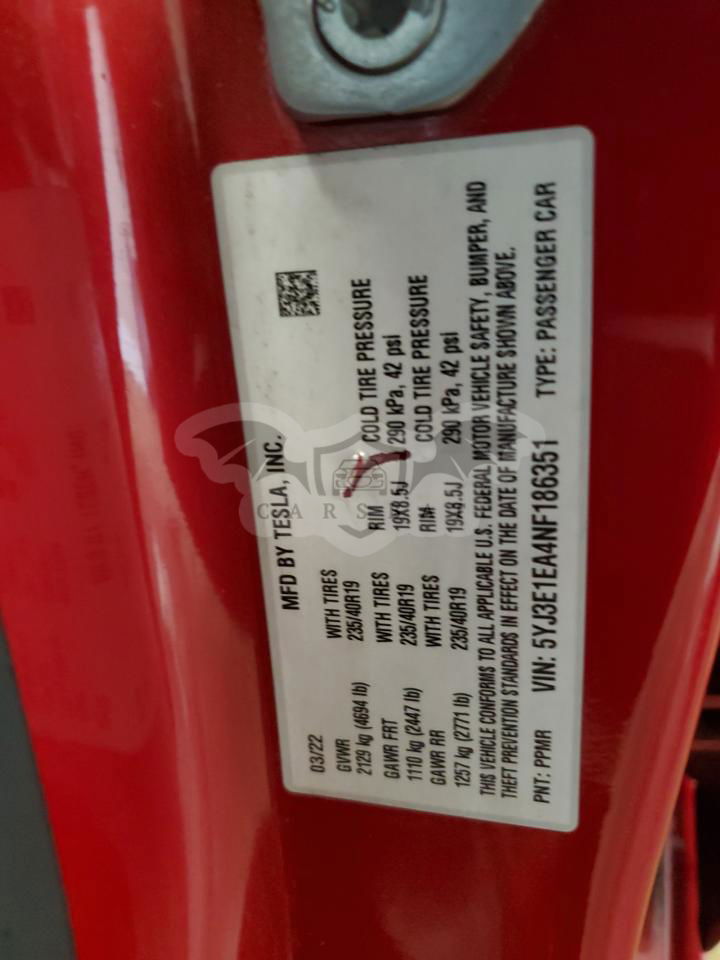 MFD BY TESLA, INC.
03/22
GVWR WITH TIRES RIM COLD TIRE PRESSURE
2129 kg (4694 lb) 235/40R19 19X8.5J 290 kPa, 42 psi
GAWR FRT WITH TIRES RIM COLD TIRE PRESSURE
1110 kg (2447 lb) 235/40R19 19X8.5J 290 kPa, 42 psi
GAWR RR WITH TIRES
1257 kg (2771 lb) 235/40R19
THIS VEHICLE CONFORMS TO ALL APPLICABLE U.S. FEDERAL MOTOR VEHICLE SAFETY, BUMPER, AND
THEFT PREVENTION STANDARDS IN EFFECT ON THE DATE OF MANUFACTURE SHOWN ABOVE.
PNT: PPMR VIN: 5YJ3E1EA4NF186351 TYPE: PASSENGER CAR
CARS